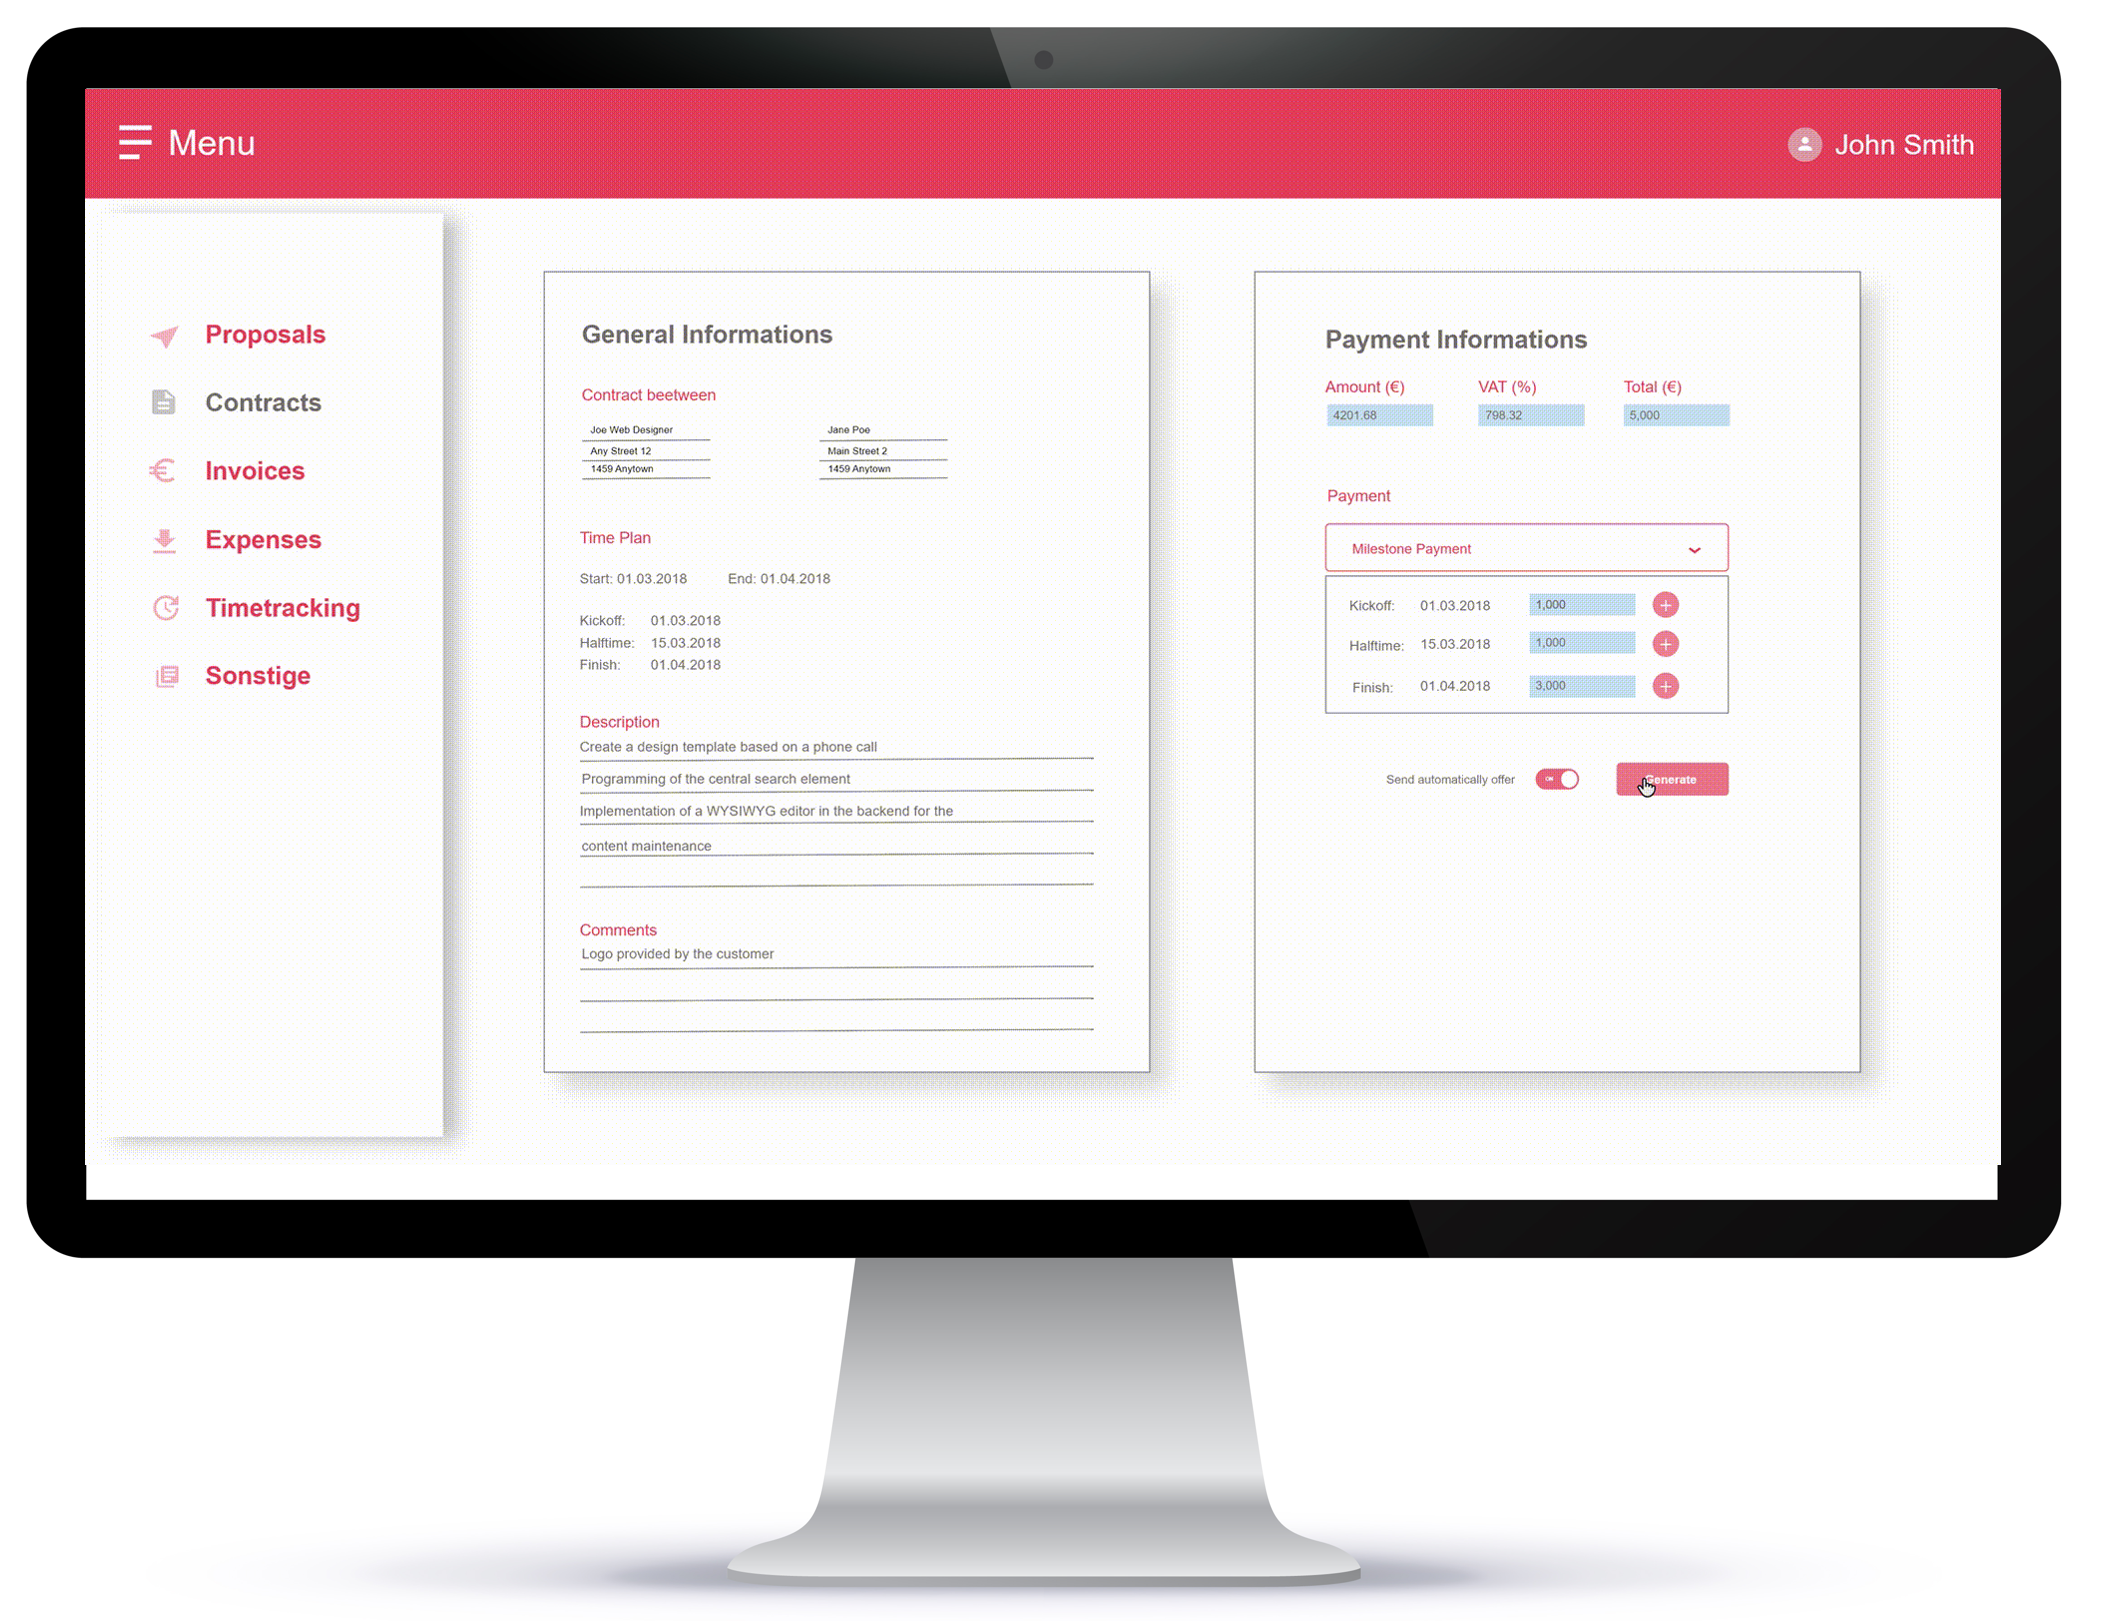 Menu
John Smith
Proposals
Contracts
Invoices
Expenses
Timetracking
Sonstige
General Informations
Contract beetween
Joe Web Designer
Any Street 12
1459 Anytown
Jane Poe
Main Street 2
1459 Anytown
Time Plan
Start: 01.03.2018 End: 01.04.2018
Kickoff: 01.03.2018
Halftime: 15.03.2018
Finish: 01.04.2018
Description
Create a design template based on a phone call
Programming of the central search element
Implementation of a WYSIWYG editor in the backend for the
content maintenance
Comments
Logo provided by the customer
Payment Informations
Amount (€) VAT (%) Total (€)
4201.68 798.32 5,000
Payment
Milestone Payment
Kickoff: 01.03.2018 1,000
Halftime: 15.03.2018 1,000
Finish: 01.04.2018 3,000
Send automatically offer ON Generate